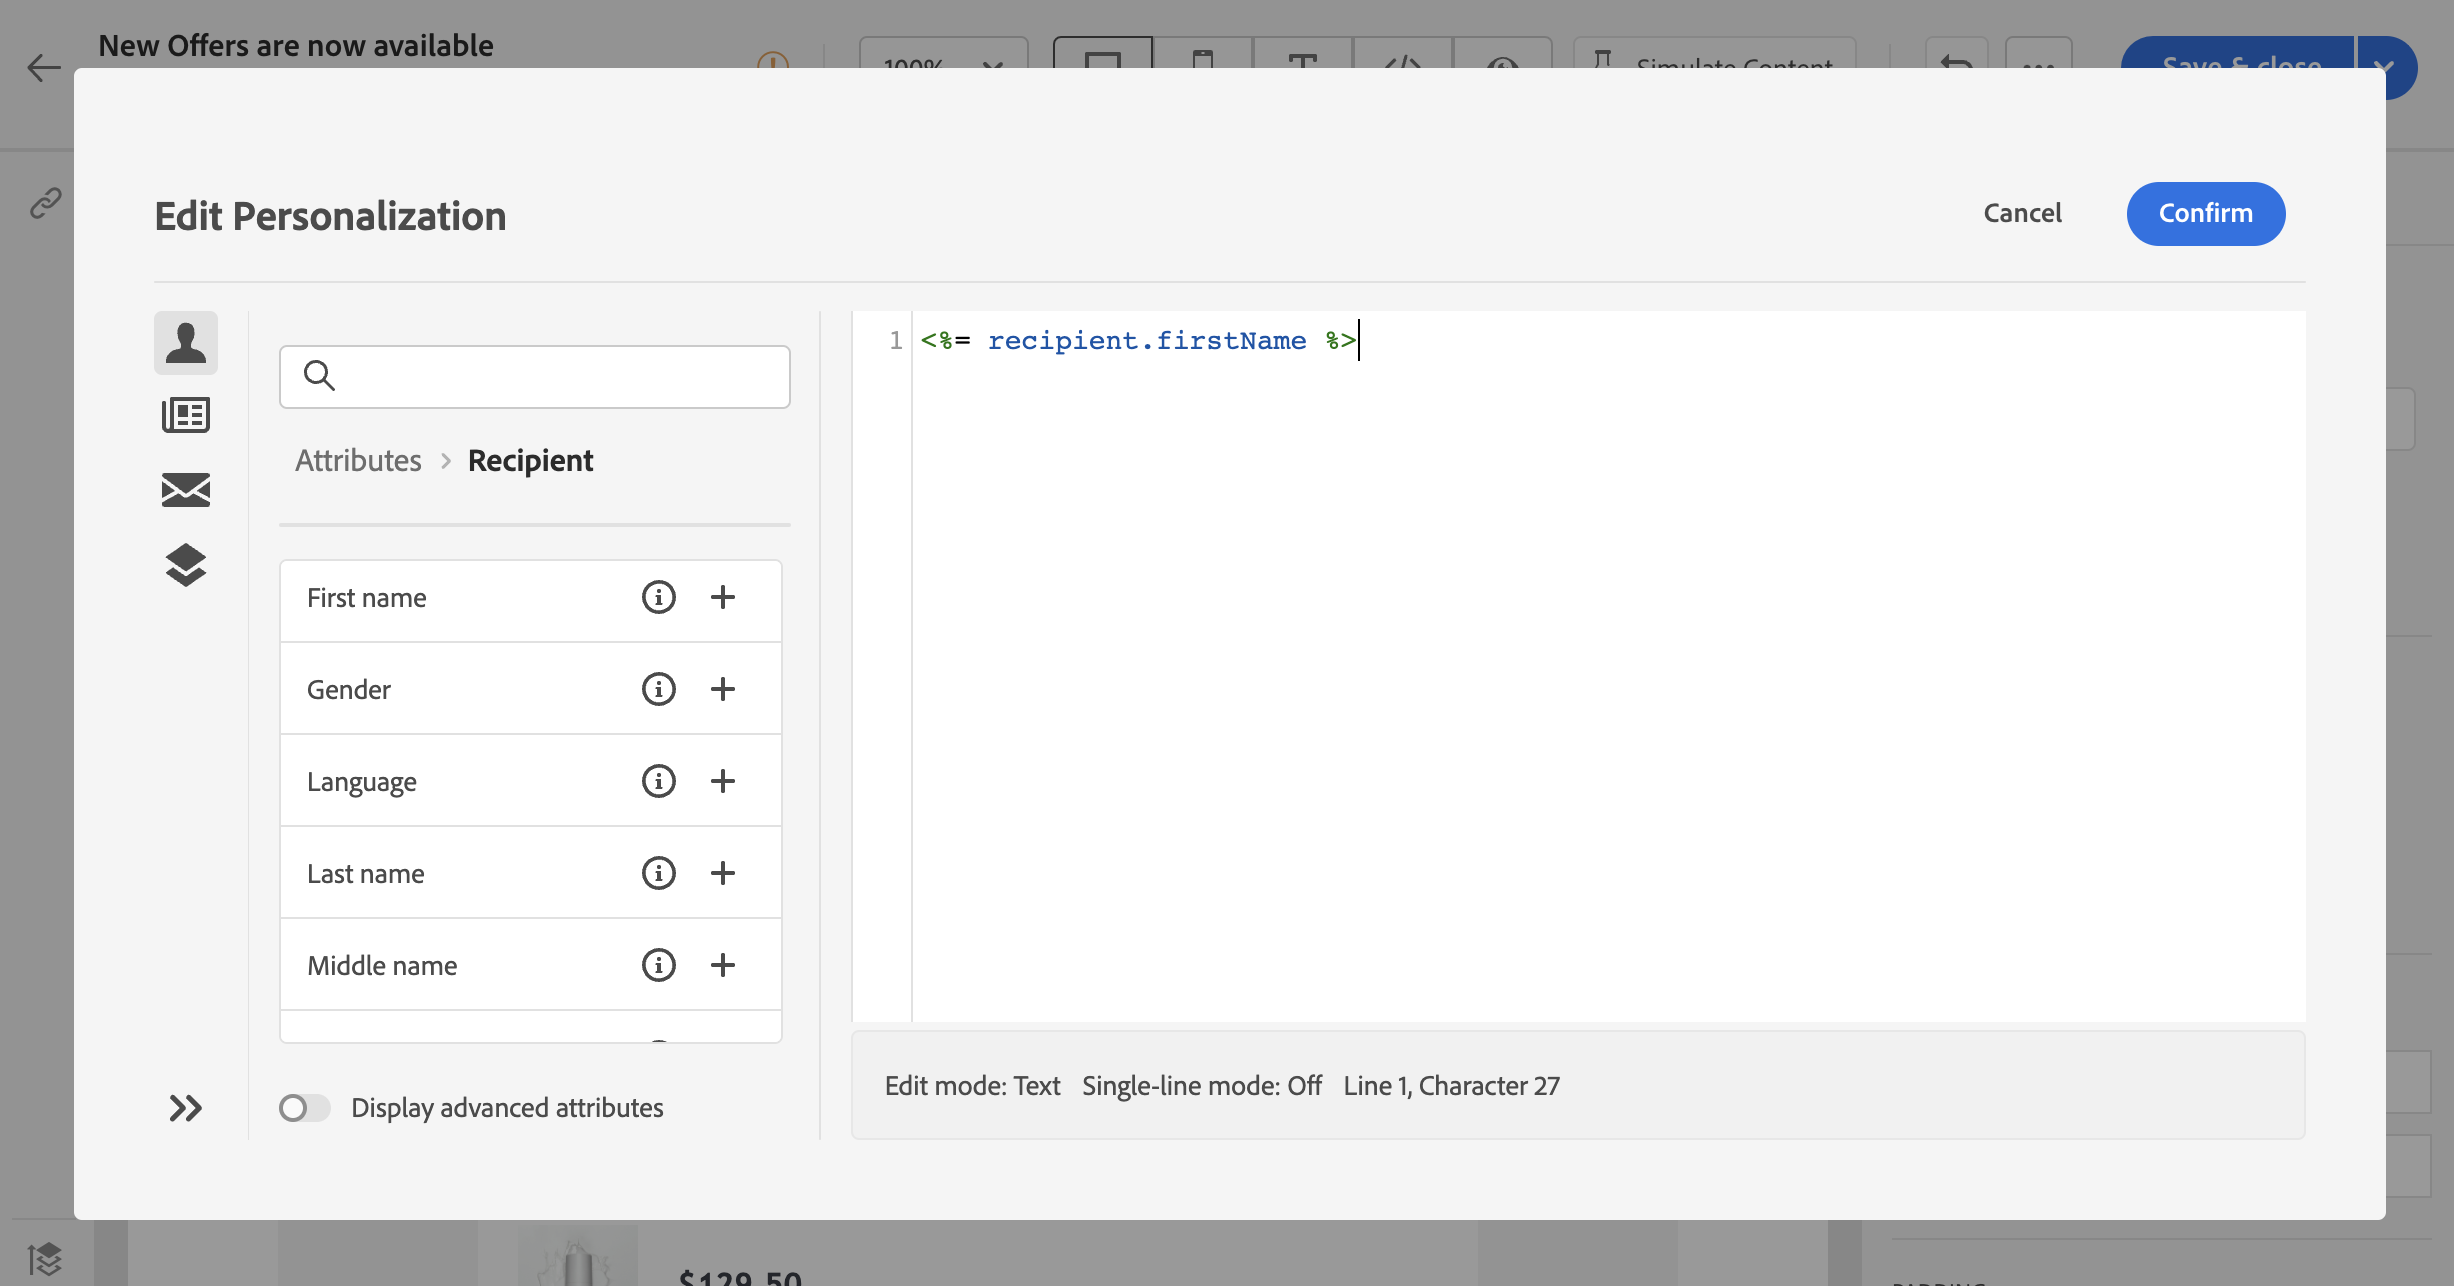 New Offers are now available
100%
Simulate Content
Save & close
Edit Personalization
Cancel
Confirm
Attributes > Recipient
First name
Gender
Language
Last name
Middle name
Display advanced attributes
1 <%= recipient.firstName %>
Edit mode: Text Single-line mode: Off Line 1, Character 27
$129.50
PADDING